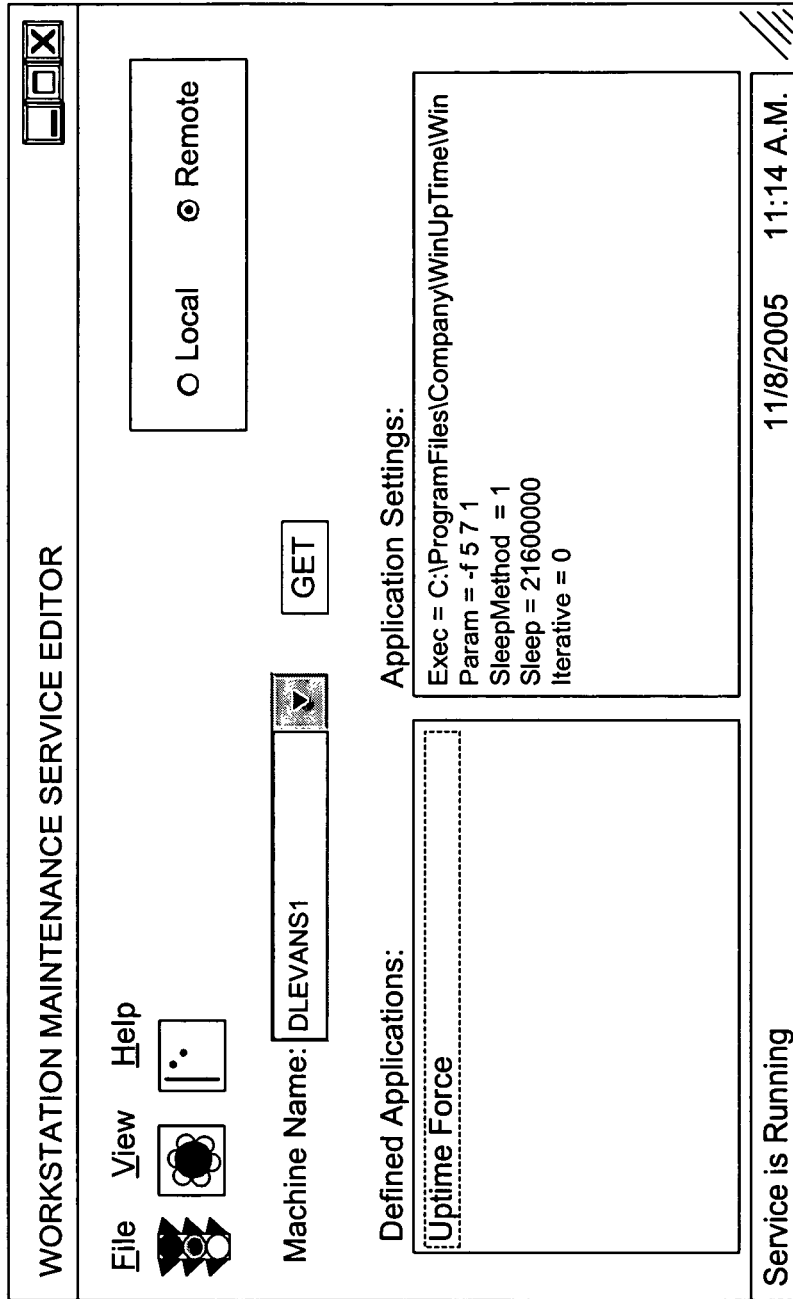 WORKSTATION MAINTENANCE SERVICE EDITOR
File View Help
Local Remote
Machine Name: DLEVANS1 GET
Defined Applications:
Uptime Force
Application Settings:
Exec = C:\ProgramFiles\Company\WinUpTime\Win
Param = -f 5 7 1
SleepMethod = 1
Sleep = 21600000
Iterative = 0
Service is Running 11/8/2005 11:14 A.M.